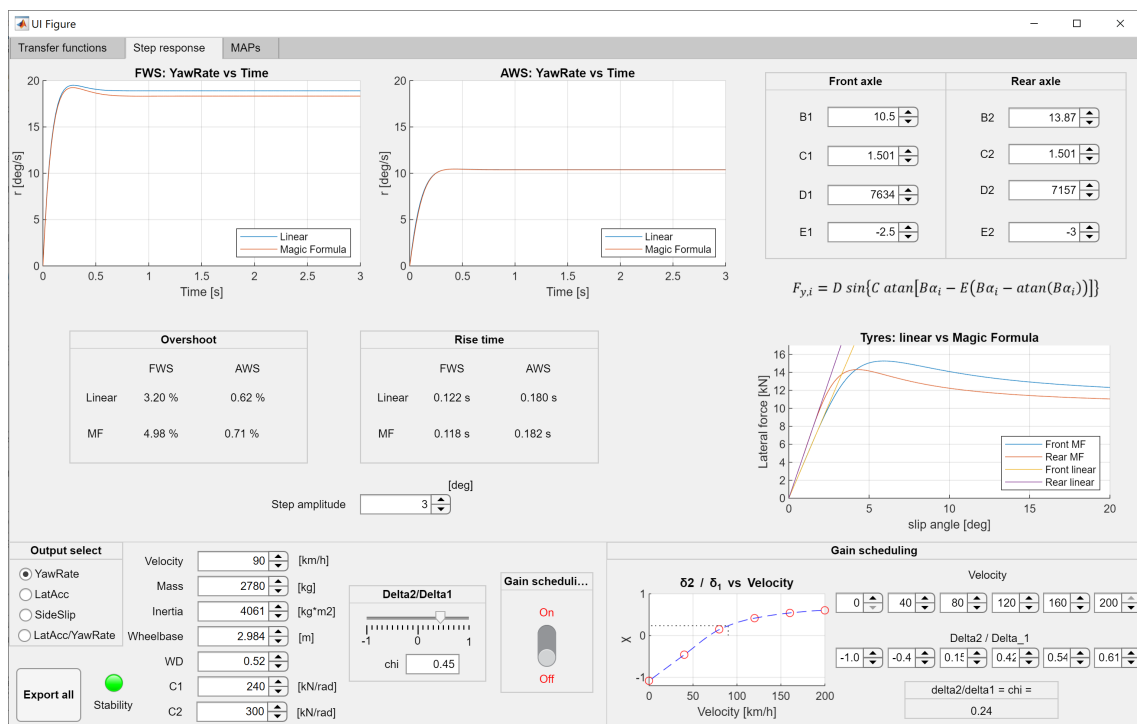 UI Figure
Transfer functions Step response MAPs
FWS: YawRate vs Time
r [deg/s]
20
15
10
5
0
0 0.5 1 1.5 2 2.5 3
Time [s]
Linear
Magic Formula
AWS: YawRate vs Time
r [deg/s]
20
15
10
5
0
0 0.5 1 1.5 2 2.5 3
Time [s]
Linear
Magic Formula
Front axle
B1 10.5
C1 1.501
D1 7634
E1 -2.5
Rear axle
B2 13.87
C2 1.501
D2 7157
E2 -3
F_{y,i} = D sin{C atan[Bα_i − E(Bα_i − atan(Bα_i))]}
Overshoot
FWS AWS
Linear 3.20 % 0.62 %
MF 4.98 % 0.71 %
Rise time
FWS AWS
Linear 0.122 s 0.180 s
MF 0.118 s 0.182 s
[deg]
Step amplitude 3
Tyres: linear vs Magic Formula
Lateral force [kN]
16
14
12
10
8
6
4
2
0
0 5 10 15 20
slip angle [deg]
Front MF
Rear MF
Front linear
Rear linear
Output select
YawRate
LatAcc
SideSlip
LatAcc/YawRate
Export all
Stability
Velocity 90 [km/h]
Mass 2780 [kg]
Inertia 4061 [kg*m2]
Wheelbase 2.984 [m]
WD 0.52
C1 240 [kN/rad]
C2 300 [kN/rad]
Delta2/Delta1
-1 0 1
chi 0.45
Gain scheduli...
On
Off
Gain scheduling
δ2 / δ₁ vs Velocity
χ
1
0
-1
0 50 100 150 200
Velocity [km/h]
Velocity
0 40 80 120 160 200
Delta2 / Delta_1
-1.0 -0.4 0.15 0.42 0.54 0.61
delta2/delta1 = chi =
0.24